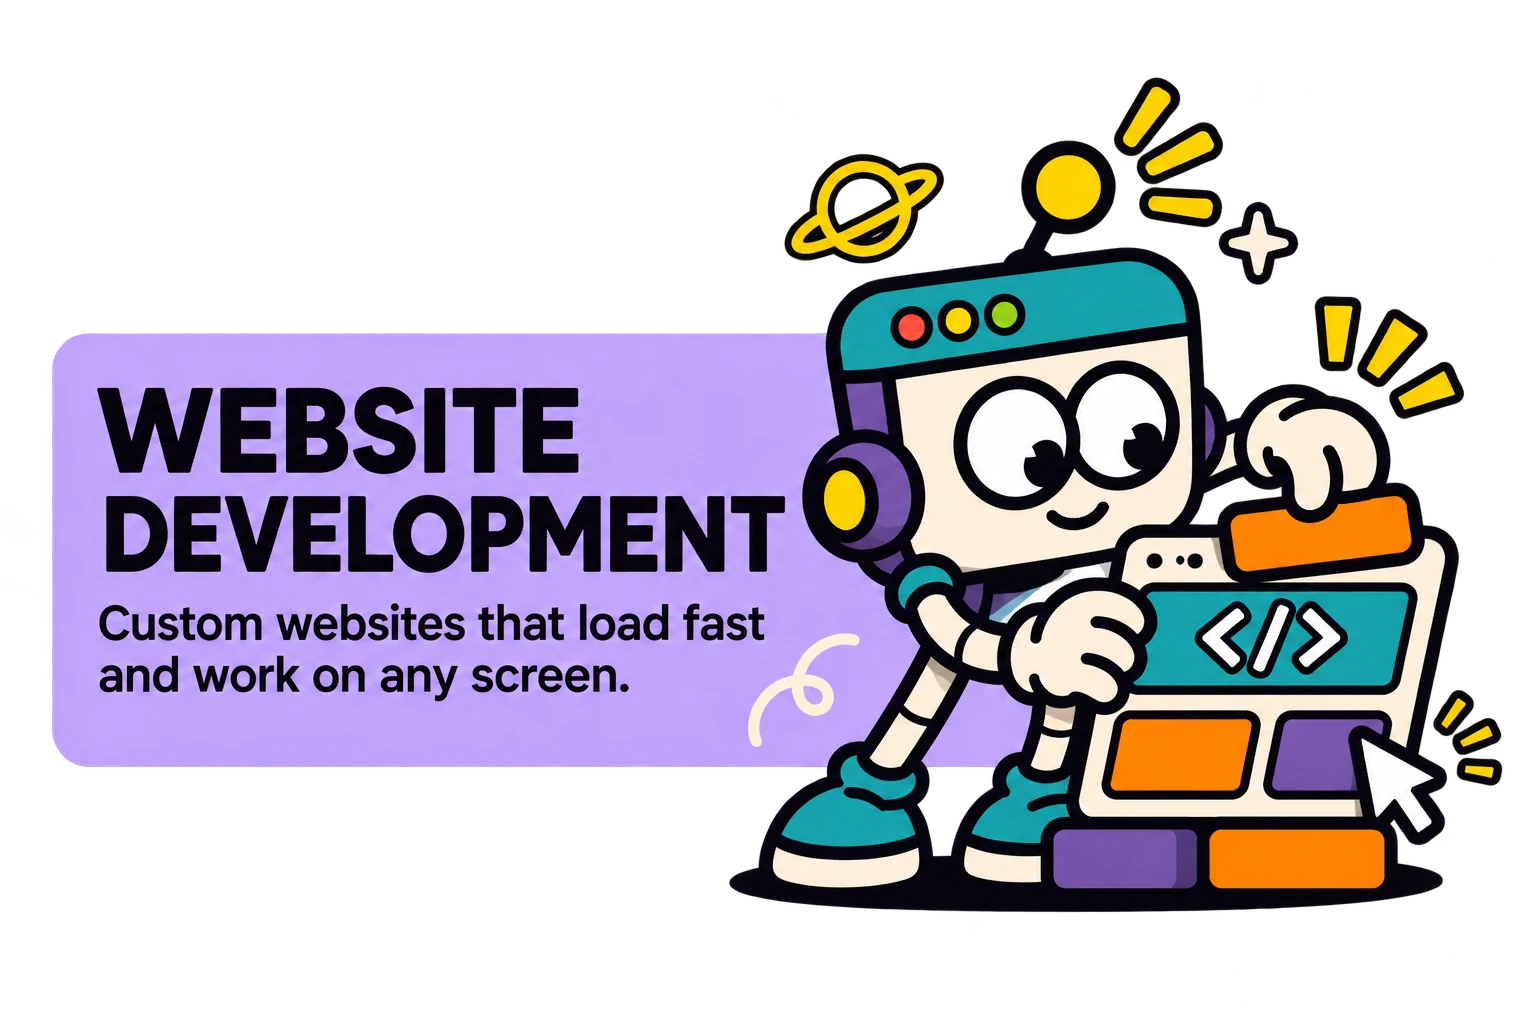 WEBSITE
DEVELOPMENT
Custom websites that load fast
and work on any screen.
</>